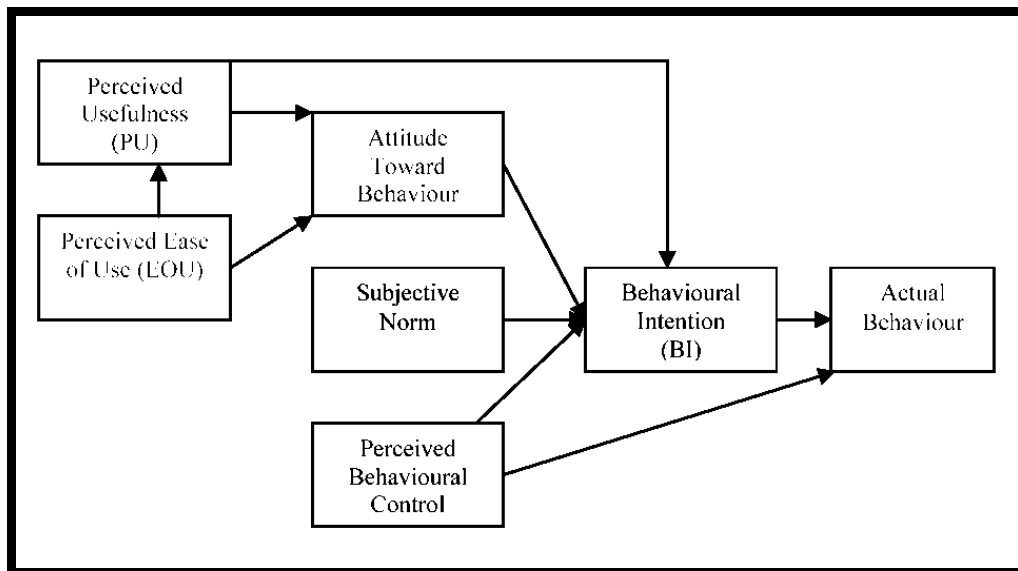 Perceived
Usefulness
(PU)
Attitude
Toward
Behaviour
Perceived Ease
of Use (EOU)
Subjective
Norm
Behavioural
Intention
(BI)
Actual
Behaviour
Perceived
Behavioural
Control